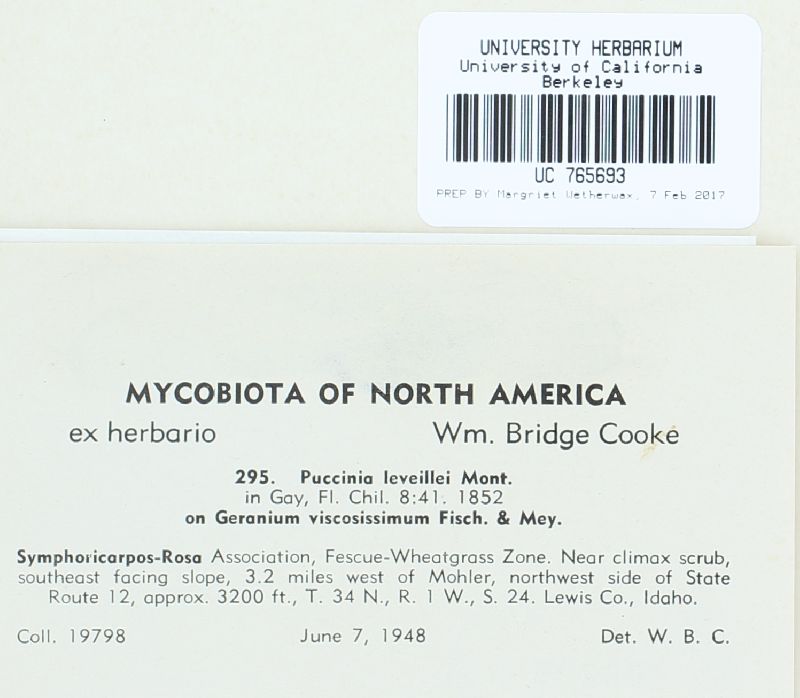 UNIVERSITY HERBARIUM
University of California
Berkeley
UC 765693
PREP BY Margriet Wetherwax, 7 Feb 2017
MYCOBIOTA OF NORTH AMERICA
ex herbario Wm. Bridge Cooke
295. Puccinia leveillei Mont.
in Gay, Fl. Chil. 8:41. 1852
on Geranium viscosissimum Fisch. & Mey.
Symphoricarpos-Rosa Association, Fescue-Wheatgrass Zone. Near climax scrub,
southeast facing slope, 3.2 miles west of Mohler, northwest side of State
Route 12, approx. 3200 ft., T. 34 N., R. 1 W., S. 24. Lewis Co., Idaho.
Coll. 19798 June 7, 1948 Det. W. B. C.